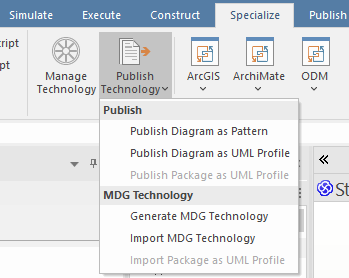 Simulate Execute Construct Specialize Publish
cript
pt
Manage
Technology
Publish
Technology
ArcGIS
ArchiMate
ODM
Publish
Publish Diagram as Pattern
Publish Diagram as UML Profile
Publish Package as UML Profile
MDG Technology
Generate MDG Technology
Import MDG Technology
Import Package as UML Profile
St